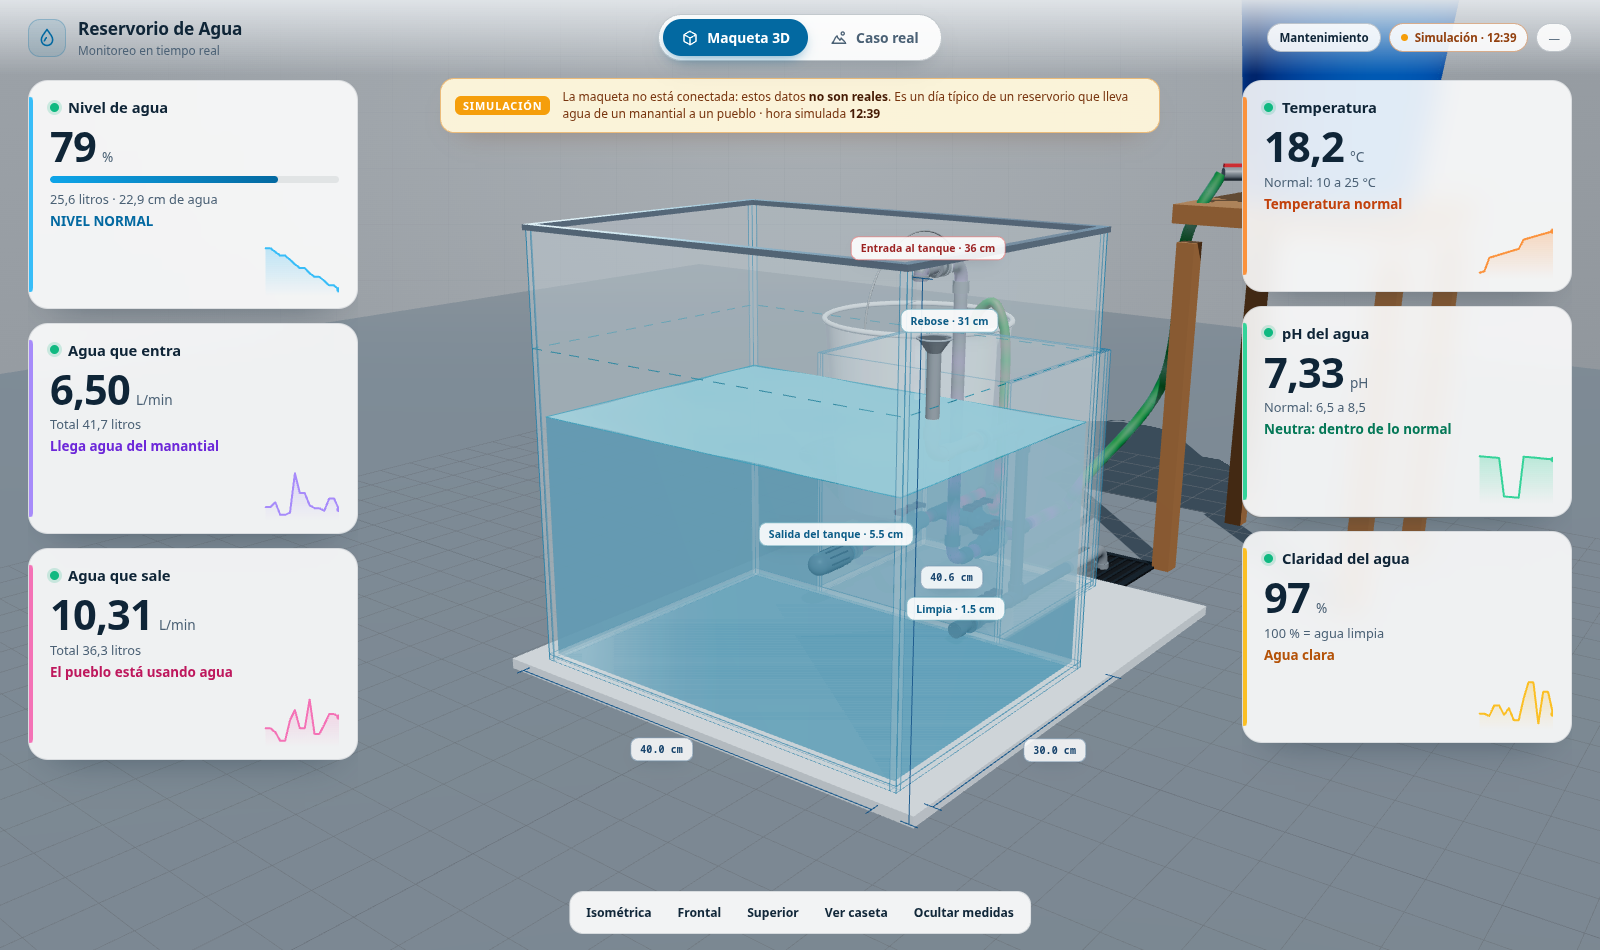 Reservorio de Agua
Monitoreo en tiempo real
Maqueta 3D
Caso real
Mantenimiento
Simulación · 12:39
—
SIMULACIÓN
La maqueta no está conectada: estos datos no son reales. Es un día típico de un reservorio que lleva
agua de un manantial a un pueblo · hora simulada 12:39
Nivel de agua
79 %
25,6 litros · 22,9 cm de agua
NIVEL NORMAL
Agua que entra
6,50 L/min
Total 41,7 litros
Llega agua del manantial
Agua que sale
10,31 L/min
Total 36,3 litros
El pueblo está usando agua
Entrada al tanque · 36 cm
Rebose · 31 cm
Salida del tanque · 5.5 cm
40.6 cm
Limpia · 1.5 cm
40.0 cm
30.0 cm
Temperatura
18,2 °C
Normal: 10 a 25 °C
Temperatura normal
pH del agua
7,33 pH
Normal: 6,5 a 8,5
Neutra: dentro de lo normal
Claridad del agua
97 %
100 % = agua limpia
Agua clara
Isométrica
Frontal
Superior
Ver caseta
Ocultar medidas